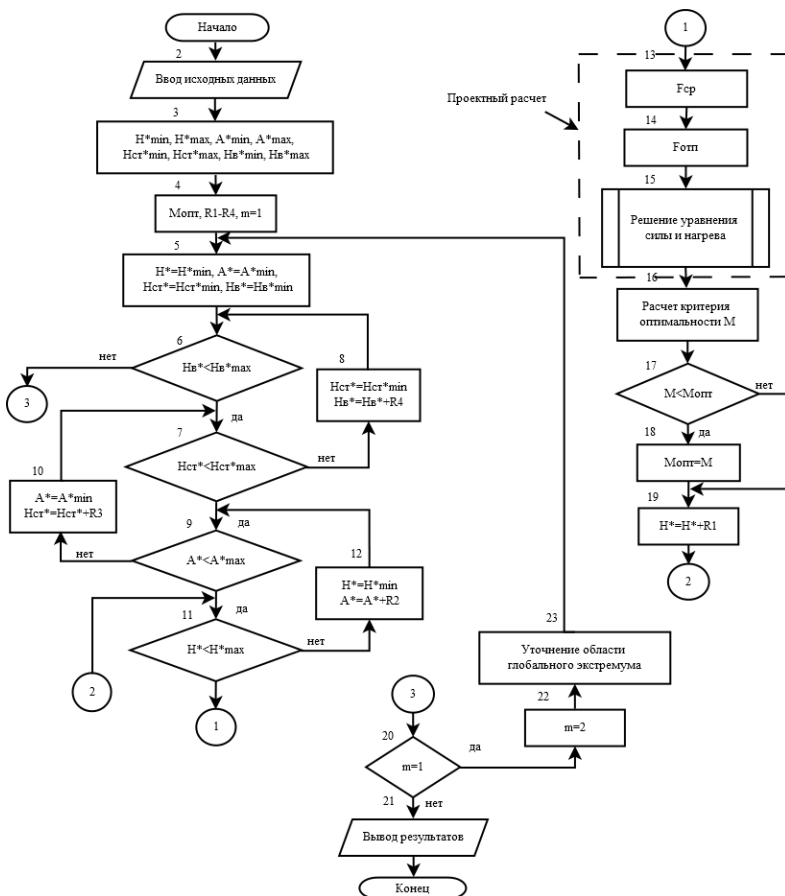 Начало
2
Ввод исходных данных
3
H*min, H*max, A*min, A*max,
Hст*min, Hст*max, Hв*min, Hв*max
4
Mопт, R1-R4, m=1
5
H*=H*min, A*=A*min,
Hст*=Hст*min, Hв*=Hв*min
6
нет
Hв*<Hв*max
3
да
8
Hст*=Hст*min
Hв*=Hв*+R4
7
Hст*<Hст*max
нет
10
A*=A*min
Hст*=Hст*+R3
да
9
A*<A*max
нет
12
H*=H*min
A*=A*+R2
да
11
H*<H*max
нет
2
1
1
13
Проектный расчет
Fср
14
Fотп
15
Решение уравнения
силы и нагрева
16
Расчет критерия
оптимальности M
17
M<Mопт
нет
18
да
Mопт=M
19
H*=H*+R1
2
23
Уточнение области
глобального экстремума
22
m=2
3
20
m=1
да
21
нет
Вывод результатов
Конец